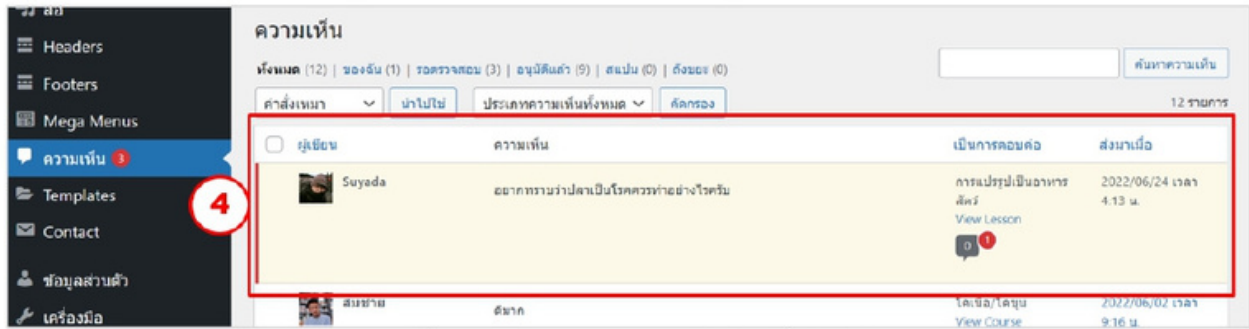 สื่อ
Headers
Footers
Mega Menus
ความเห็น 3
Templates
Contact
ข้อมูลส่วนตัว
เครื่องมือ
4
ความเห็น
ทั้งหมด (12) | ของฉัน (1) | รอตรวจสอบ (3) | อนุมัติแล้ว (9) | สแปม (0) | ถังขยะ (0)
ค้นหาความเห็น
คำสั่งเหมา นำไปใช้ ประเภทความเห็นทั้งหมด คัดกรอง 12 รายการ
ผู้เขียน ความเห็น เป็นการตอบต่อ ส่งมาเมื่อ
Suyada อยากทราบว่าปลาเป็นโรคควรทำอย่างไรครับ การแปรรูปเป็นอาหาร 2022/06/24 เวลา
สัตว์ 4:13 น.
View Lesson
0 1
สมชาย ดีมาก โคเนื้อ/โคขุน 2022/06/02 เวลา
View Course 9:16 น.